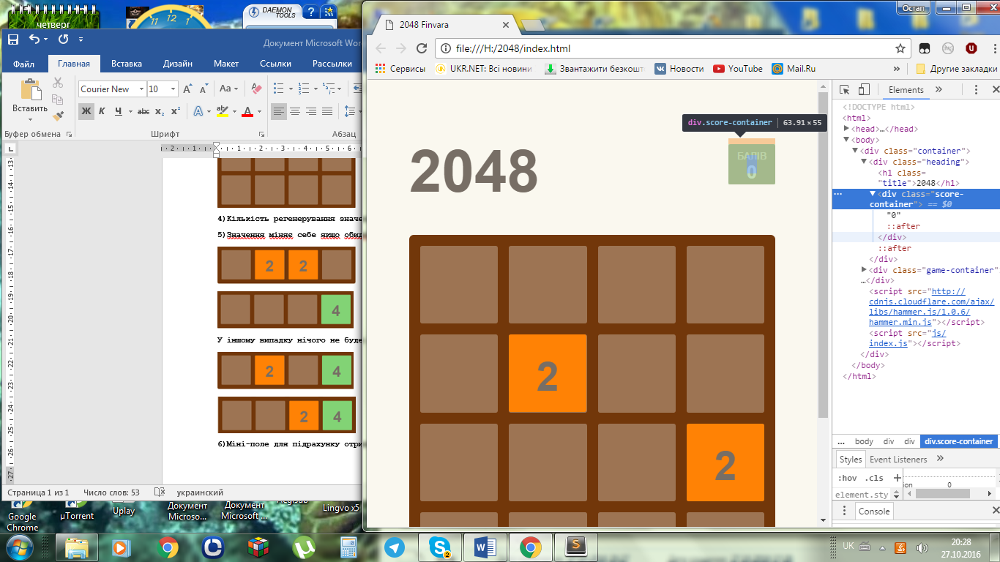 четверг
DAEMON TOOLS
11 12 1
Документ Microsoft Wor
Файл Главная Вставка Дизайн Макет Ссылки Рассылки
Вставить
Courier New 10
Aa
Ж К Ч abc x₂ x²
Буфер обмена Шрифт Абзац
4)Кількість регенерування значе
5)Значення міняє себе якщо обид
2 2
4
У іншому випадку нічого не буде
2 4
2 4
6)Міні-поле для підрахунку отри
Страница 1 из 1 Число слов: 53 украинский
Остап
2048 Finvara
file:///H:/2048/index.html
Сервисы UKR.NET: Всі новини Звантажити безкошт Новости YouTube Mail.Ru » Другие закладки
div.score-container 63.91 × 55
2048
БАЛІВ
0
2
2
Elements »
<!DOCTYPE html>
<html>
<head>…</head>
<body>
<div class="container">
<div class="heading">
<h1 class=
"title">2048</h1>
<div class="score-
container"> == $0
"0"
::after
</div>
::after
</div>
<div class="game-container"
…</div>
<script src="http://
cdnjs.cloudflare.com/ajax/
libs/hammer.js/1.0.6/
hammer.min.js"></script>
<script src="js/
index.js"></script>
</div>
</body>
</html>
... body div div div.score-container
Styles Event Listeners »
:hov .cls +
element.sty
0
Console
Google Chrome
µTorrent
Uplay
Документ Microso...
Документ Microsoft ...
Lingvo x5
UK
20:28
27.10.2016